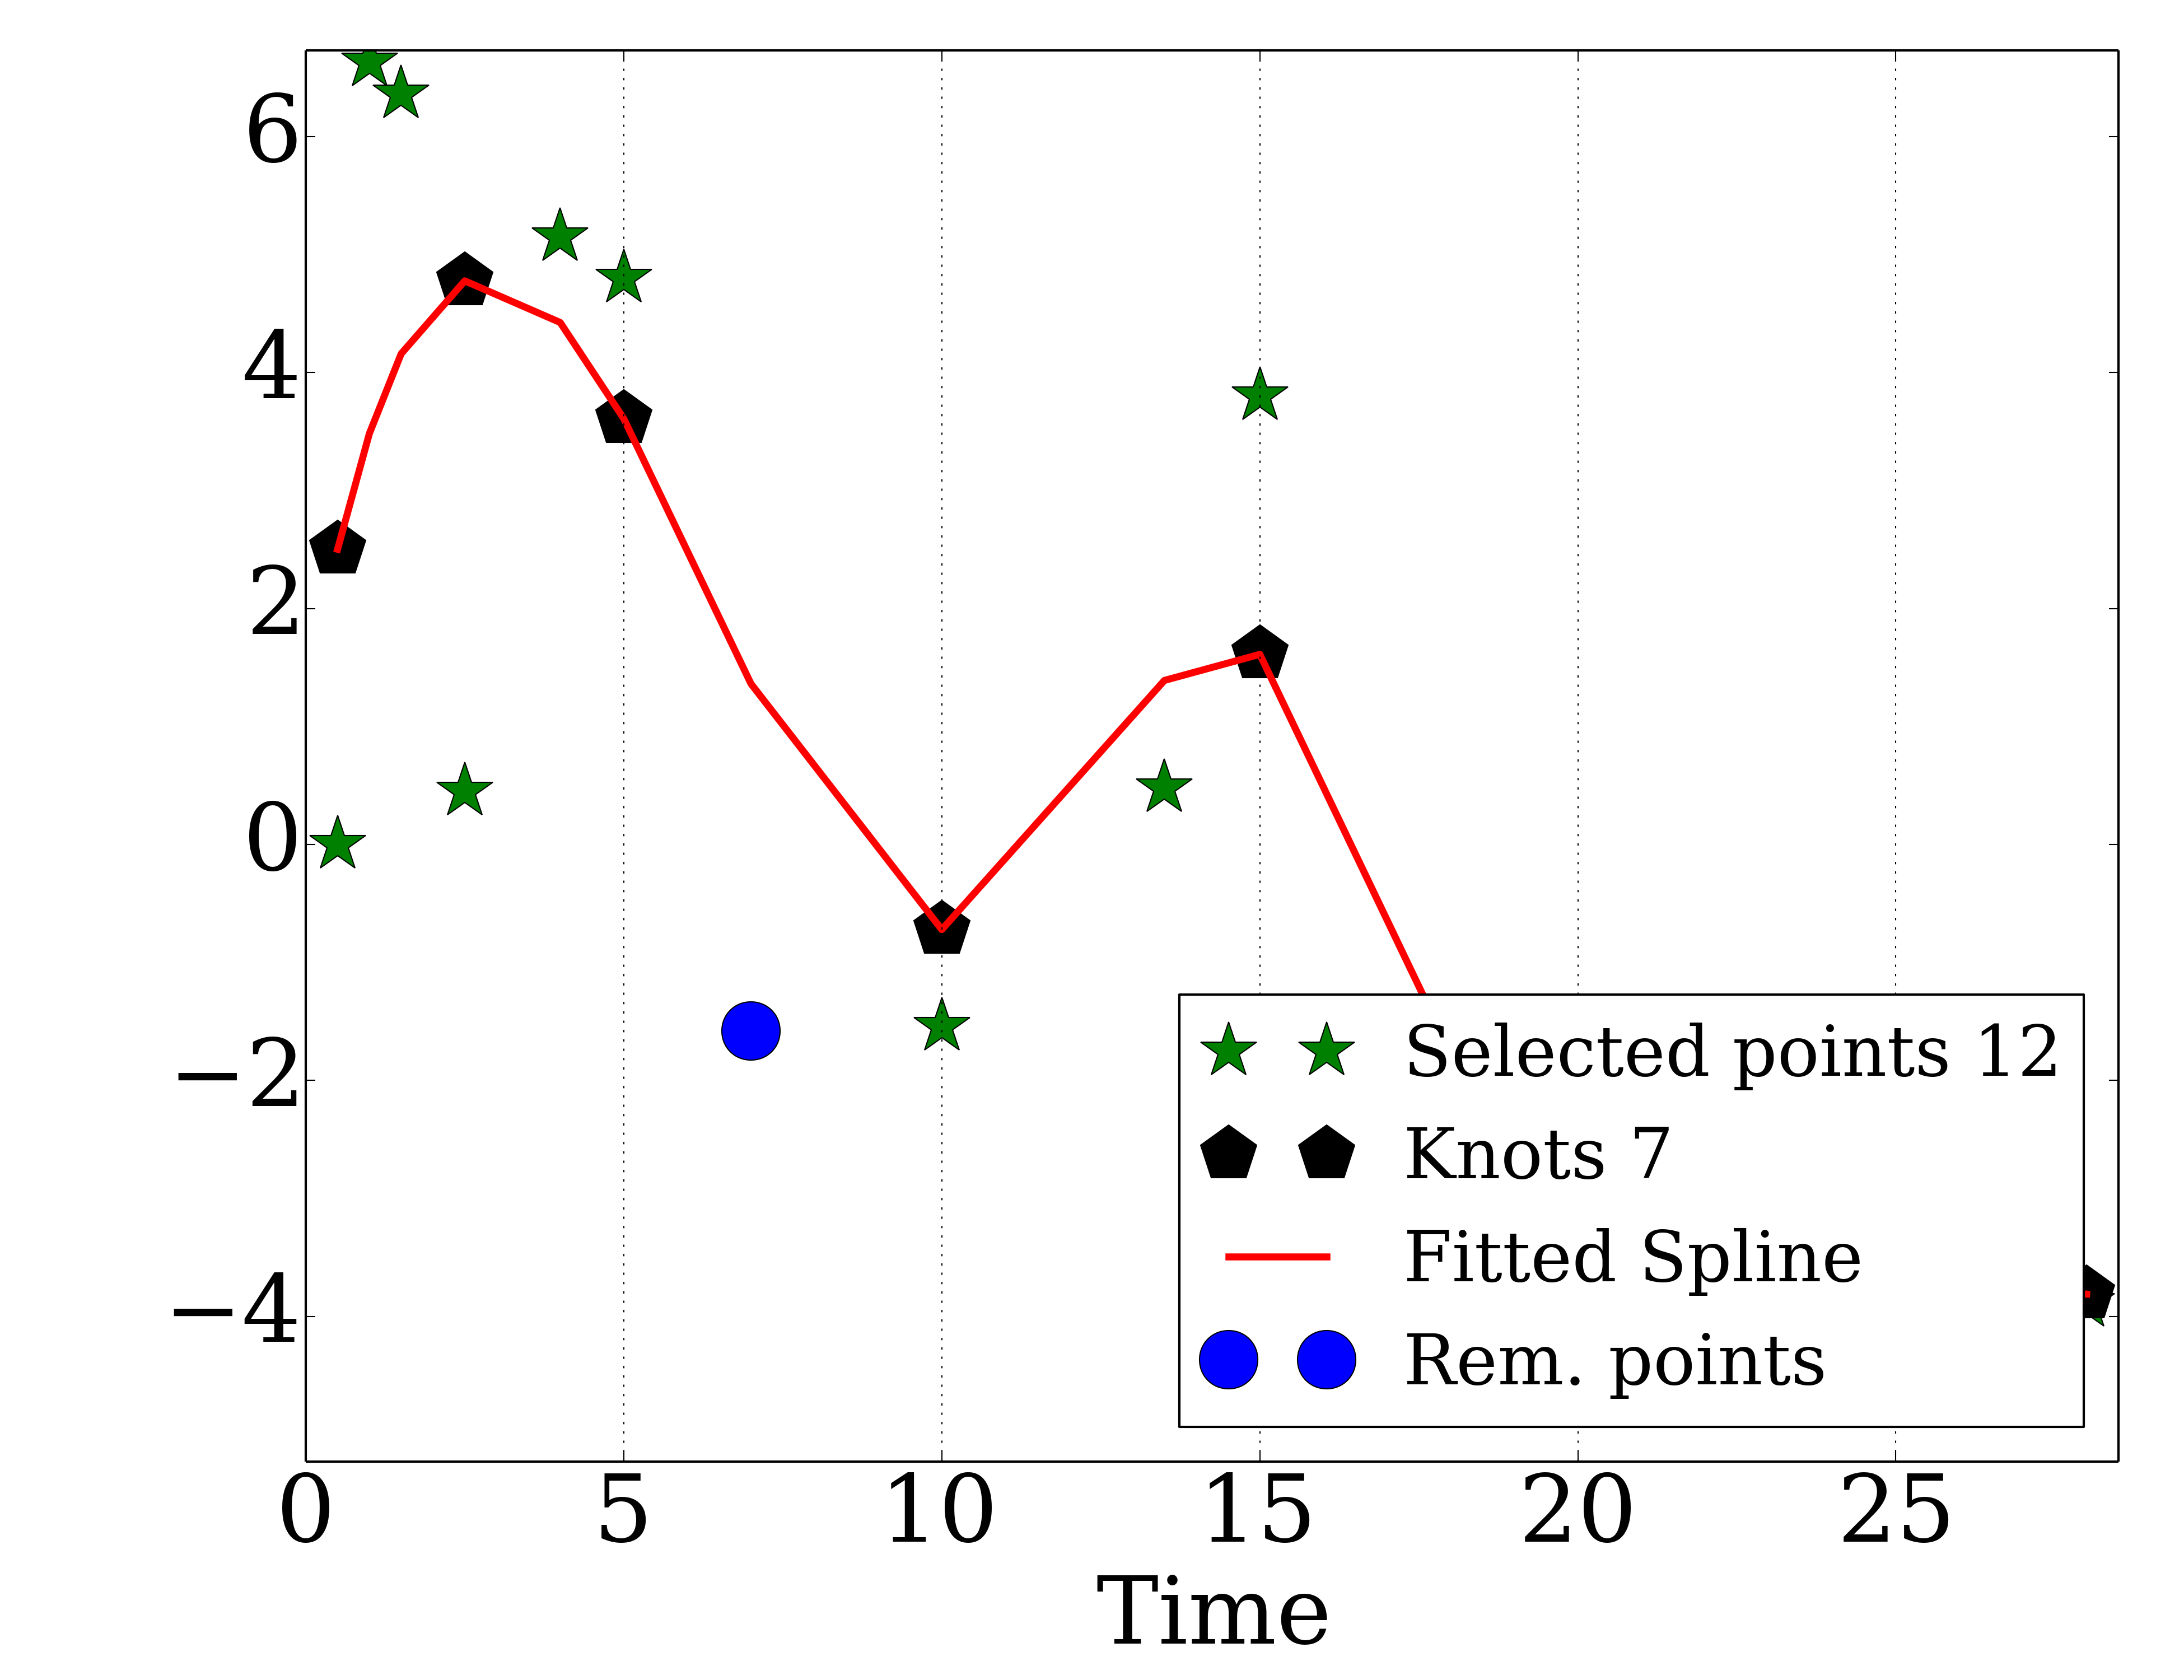 6
4
2
0
−2
−4
Selected points 12
Knots 7
Fitted Spline
Rem. points
0 5 10 15 20 25
Time